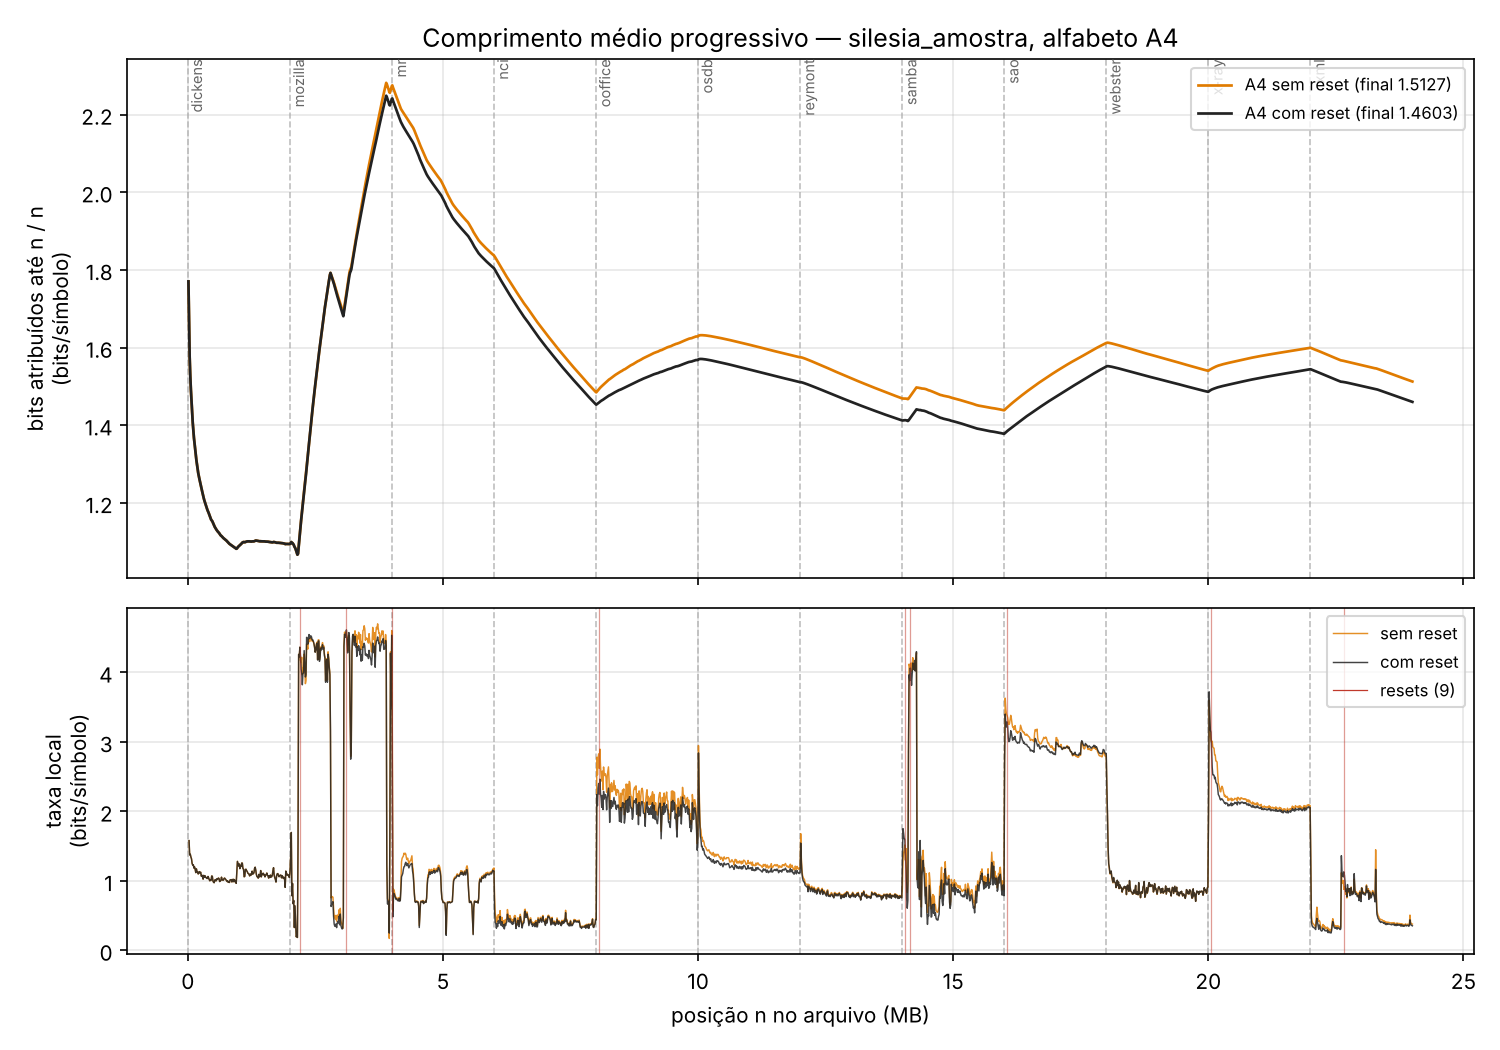 Comprimento médio progressivo — silesia_amostra, alfabeto A4
dickens
mozilla
mr
nci
ooffice
osdb
reymont
samba
sao
webster
A4 sem reset (final 1.5127)
A4 com reset (final 1.4603)
bits atribuídos até n / n
(bits/símbolo)
2.2
2.0
1.8
1.6
1.4
1.2
sem reset
com reset
resets (9)
taxa local
(bits/símbolo)
4
3
2
1
0
0
5
10
15
20
25
posição n no arquivo (MB)